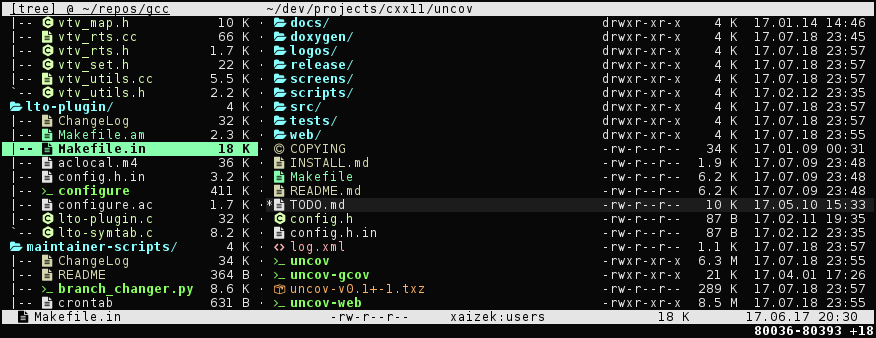 [tree] @ ~/repos/gcc ~/dev/projects/cxx11/uncov
|-- vtv_map.h 10 K · docs/ drwxr-xr-x 4 K 17.01.14 14:46
|-- vtv_rts.cc 66 K · doxygen/ drwxr-xr-x 4 K 17.07.18 23:45
|-- vtv_rts.h 1.7 K · logos/ drwxr-xr-x 4 K 17.07.18 23:57
|-- vtv_set.h 22 K · release/ drwxr-xr-x 4 K 17.07.18 23:57
|-- vtv_utils.cc 5.5 K · screens/ drwxr-xr-x 4 K 17.07.18 23:57
`-- vtv_utils.h 2.2 K · scripts/ drwxr-xr-x 4 K 17.02.12 23:35
lto-plugin/ 4 K · src/ drwxr-xr-x 4 K 17.07.18 23:57
|-- ChangeLog 32 K · tests/ drwxr-xr-x 4 K 17.07.18 23:57
|-- Makefile.am 2.3 K · web/ drwxr-xr-x 4 K 17.07.18 23:57
|-- Makefile.in 18 K · COPYING -rw-r--r-- 34 K 17.01.09 00:31
|-- aclocal.m4 36 K · INSTALL.md -rw-r--r-- 1.9 K 17.07.09 23:48
|-- config.h.in 3.2 K · Makefile -rw-r--r-- 6.2 K 17.07.09 23:48
|-- >_ configure 411 K · README.md -rw-r--r-- 6.2 K 17.07.09 23:48
|-- configure.ac 1.7 K · * TODO.md -rw-r--r-- 10 K 17.05.10 15:33
|-- lto-plugin.c 32 K · config.h -rw-r--r-- 87 B 17.02.11 19:35
`-- lto-symtab.c 8.2 K · config.h.in -rw-r--r-- 87 B 17.02.12 23:35
maintainer-scripts/ 4 K · <> log.xml -rw-r--r-- 1.1 K 17.07.18 23:57
|-- ChangeLog 34 K · >_ uncov -rwxr-xr-x 6.3 M 17.07.18 23:55
|-- README 364 B · >_ uncov-gcov -rwxr-xr-x 21 K 17.04.01 17:26
|-- >_ branch_changer.py 8.6 K · uncov-v0.1+-1.txz -rw-r--r-- 289 K 17.07.18 23:57
|-- crontab 631 B · >_ uncov-web -rwxr-xr-x 8.5 M 17.07.18 23:55
Makefile.in -rw-r--r-- xaizek:users 18 K 17.06.17 20:30
80036-80393 +18